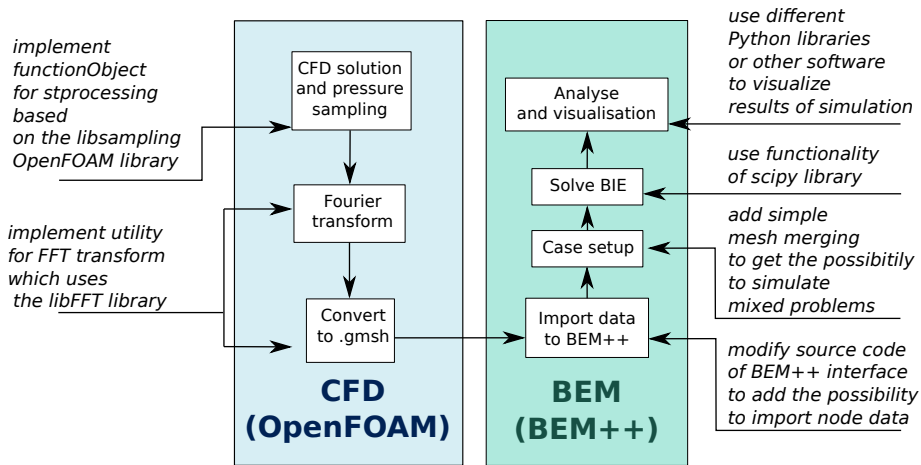 implement
functionObject
for stprocessing
based
on the libsampling
OpenFOAM library
implement utility
for FFT transform
which uses
the libFFT library
CFD solution
and pressure
sampling
Fourier
transform
Convert
to .gmsh
CFD
(OpenFOAM)
Analyse
and visualisation
Solve BIE
Case setup
Import data
to BEM++
BEM
(BEM++)
use different
Python libraries
or other software
to visualize
results of simulation
use functionality
of scipy library
add simple
mesh merging
to get the possibitily
to simulate
mixed problems
modify source code
of BEM++ interface
to add the possibility
to import node data